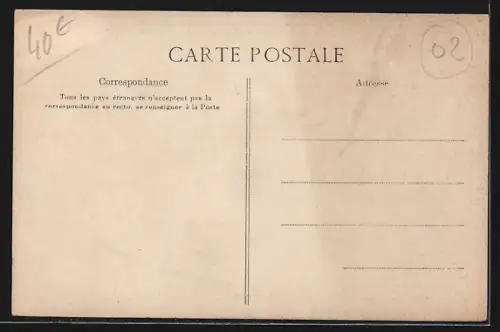 40€
02
CARTE POSTALE
Correspondance
Tous les pays étrangers n'acceptent pas la
correspondance au recto, se renseigner à la Poste
Adresse